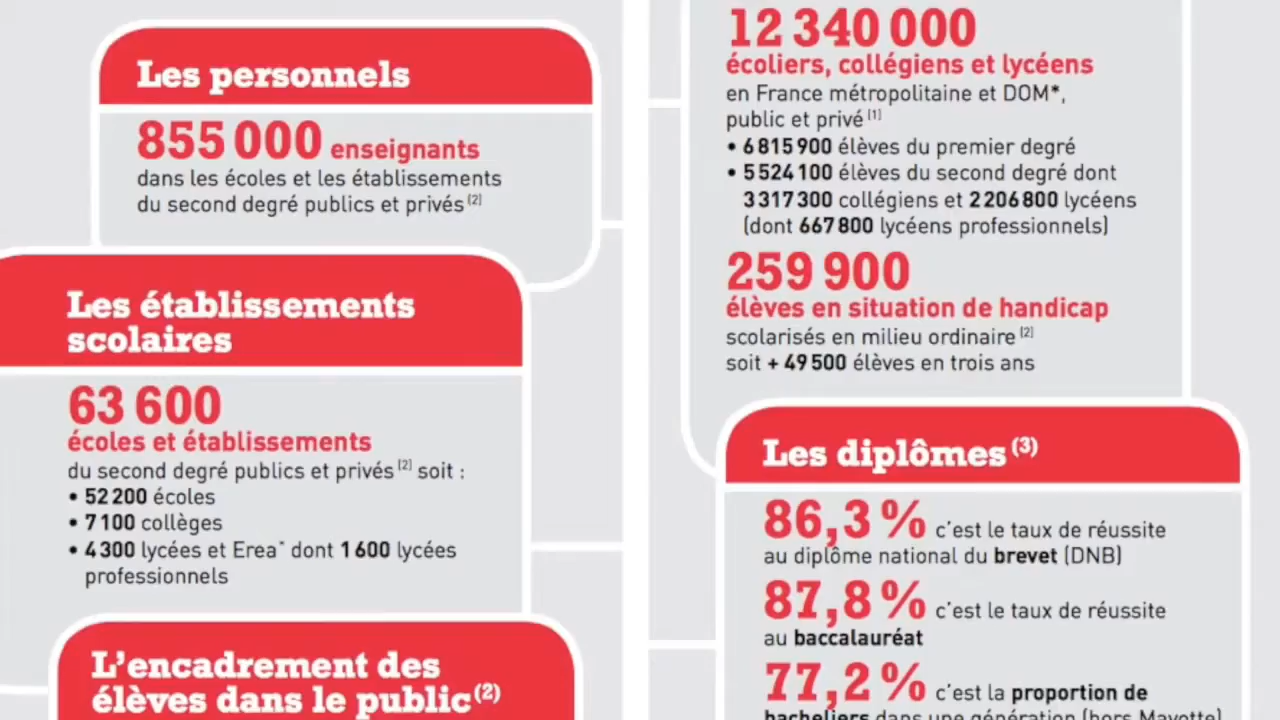 Les personnels
855 000 enseignants
dans les écoles et les établissements
du second degré publics et privés (2)
Les établissements
scolaires
63 600
écoles et établissements
du second degré publics et privés (2) soit :
• 52 200 écoles
• 7 100 collèges
• 4 300 lycées et Erea* dont 1 600 lycées
professionnels
L'encadrement des
élèves dans le public (2)
12 340 000
écoliers, collégiens et lycéens
en France métropolitaine et DOM*,
public et privé (1)
• 6 815 900 élèves du premier degré
• 5 524 100 élèves du second degré dont
3 317 300 collégiens et 2 206 800 lycéens
(dont 667 800 lycéens professionnels)
259 900
élèves en situation de handicap
scolarisés en milieu ordinaire (2)
soit + 49 500 élèves en trois ans
Les diplômes (3)
86,3 % c'est le taux de réussite
au diplôme national du brevet (DNB)
87,8 % c'est le taux de réussite
au baccalauréat
77,2 % c'est la proportion de
bacheliers dans une génération (hors Mayotte)